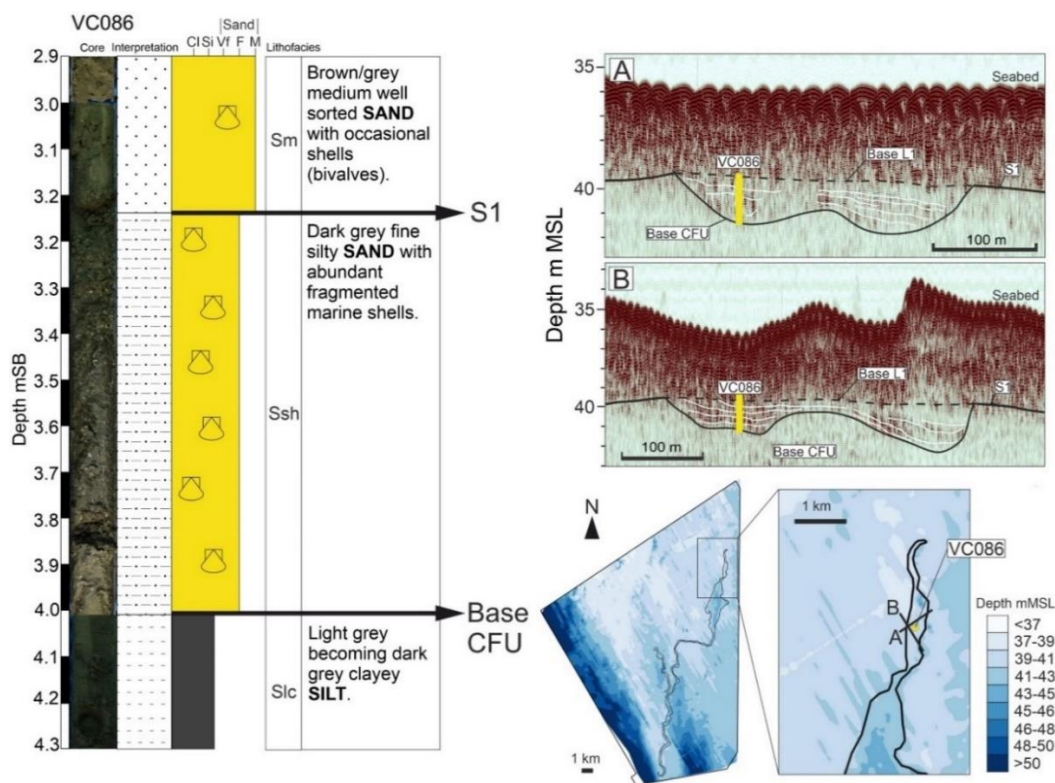 VC086
Sand
Core Interpretation Cl Si Vf F M Lithofacies
2.9
3.0
3.1
3.2
3.2
3.3
3.4
3.5
3.6
3.7
3.8
3.9
4.0
4.1
4.2
4.3
Depth mSB
Sm
Brown/grey
medium well
sorted SAND
with occasional
shells
(bivalves).
S1
Ssh
Dark grey fine
silty SAND with
abundant
fragmented
marine shells.
Base
CFU
Slc
Light grey
becoming dark
grey clayey
SILT.
Depth m MSL
A
35
40
Seabed
VC086
Base L1
S1
Base CFU
100 m
B
35
40
Seabed
VC086
Base L1
S1
Base CFU
100 m
N
1 km
1 km
VC086
B
A
Depth mMSL
<37
37-39
39-41
41-43
43-45
45-46
46-48
48-50
>50